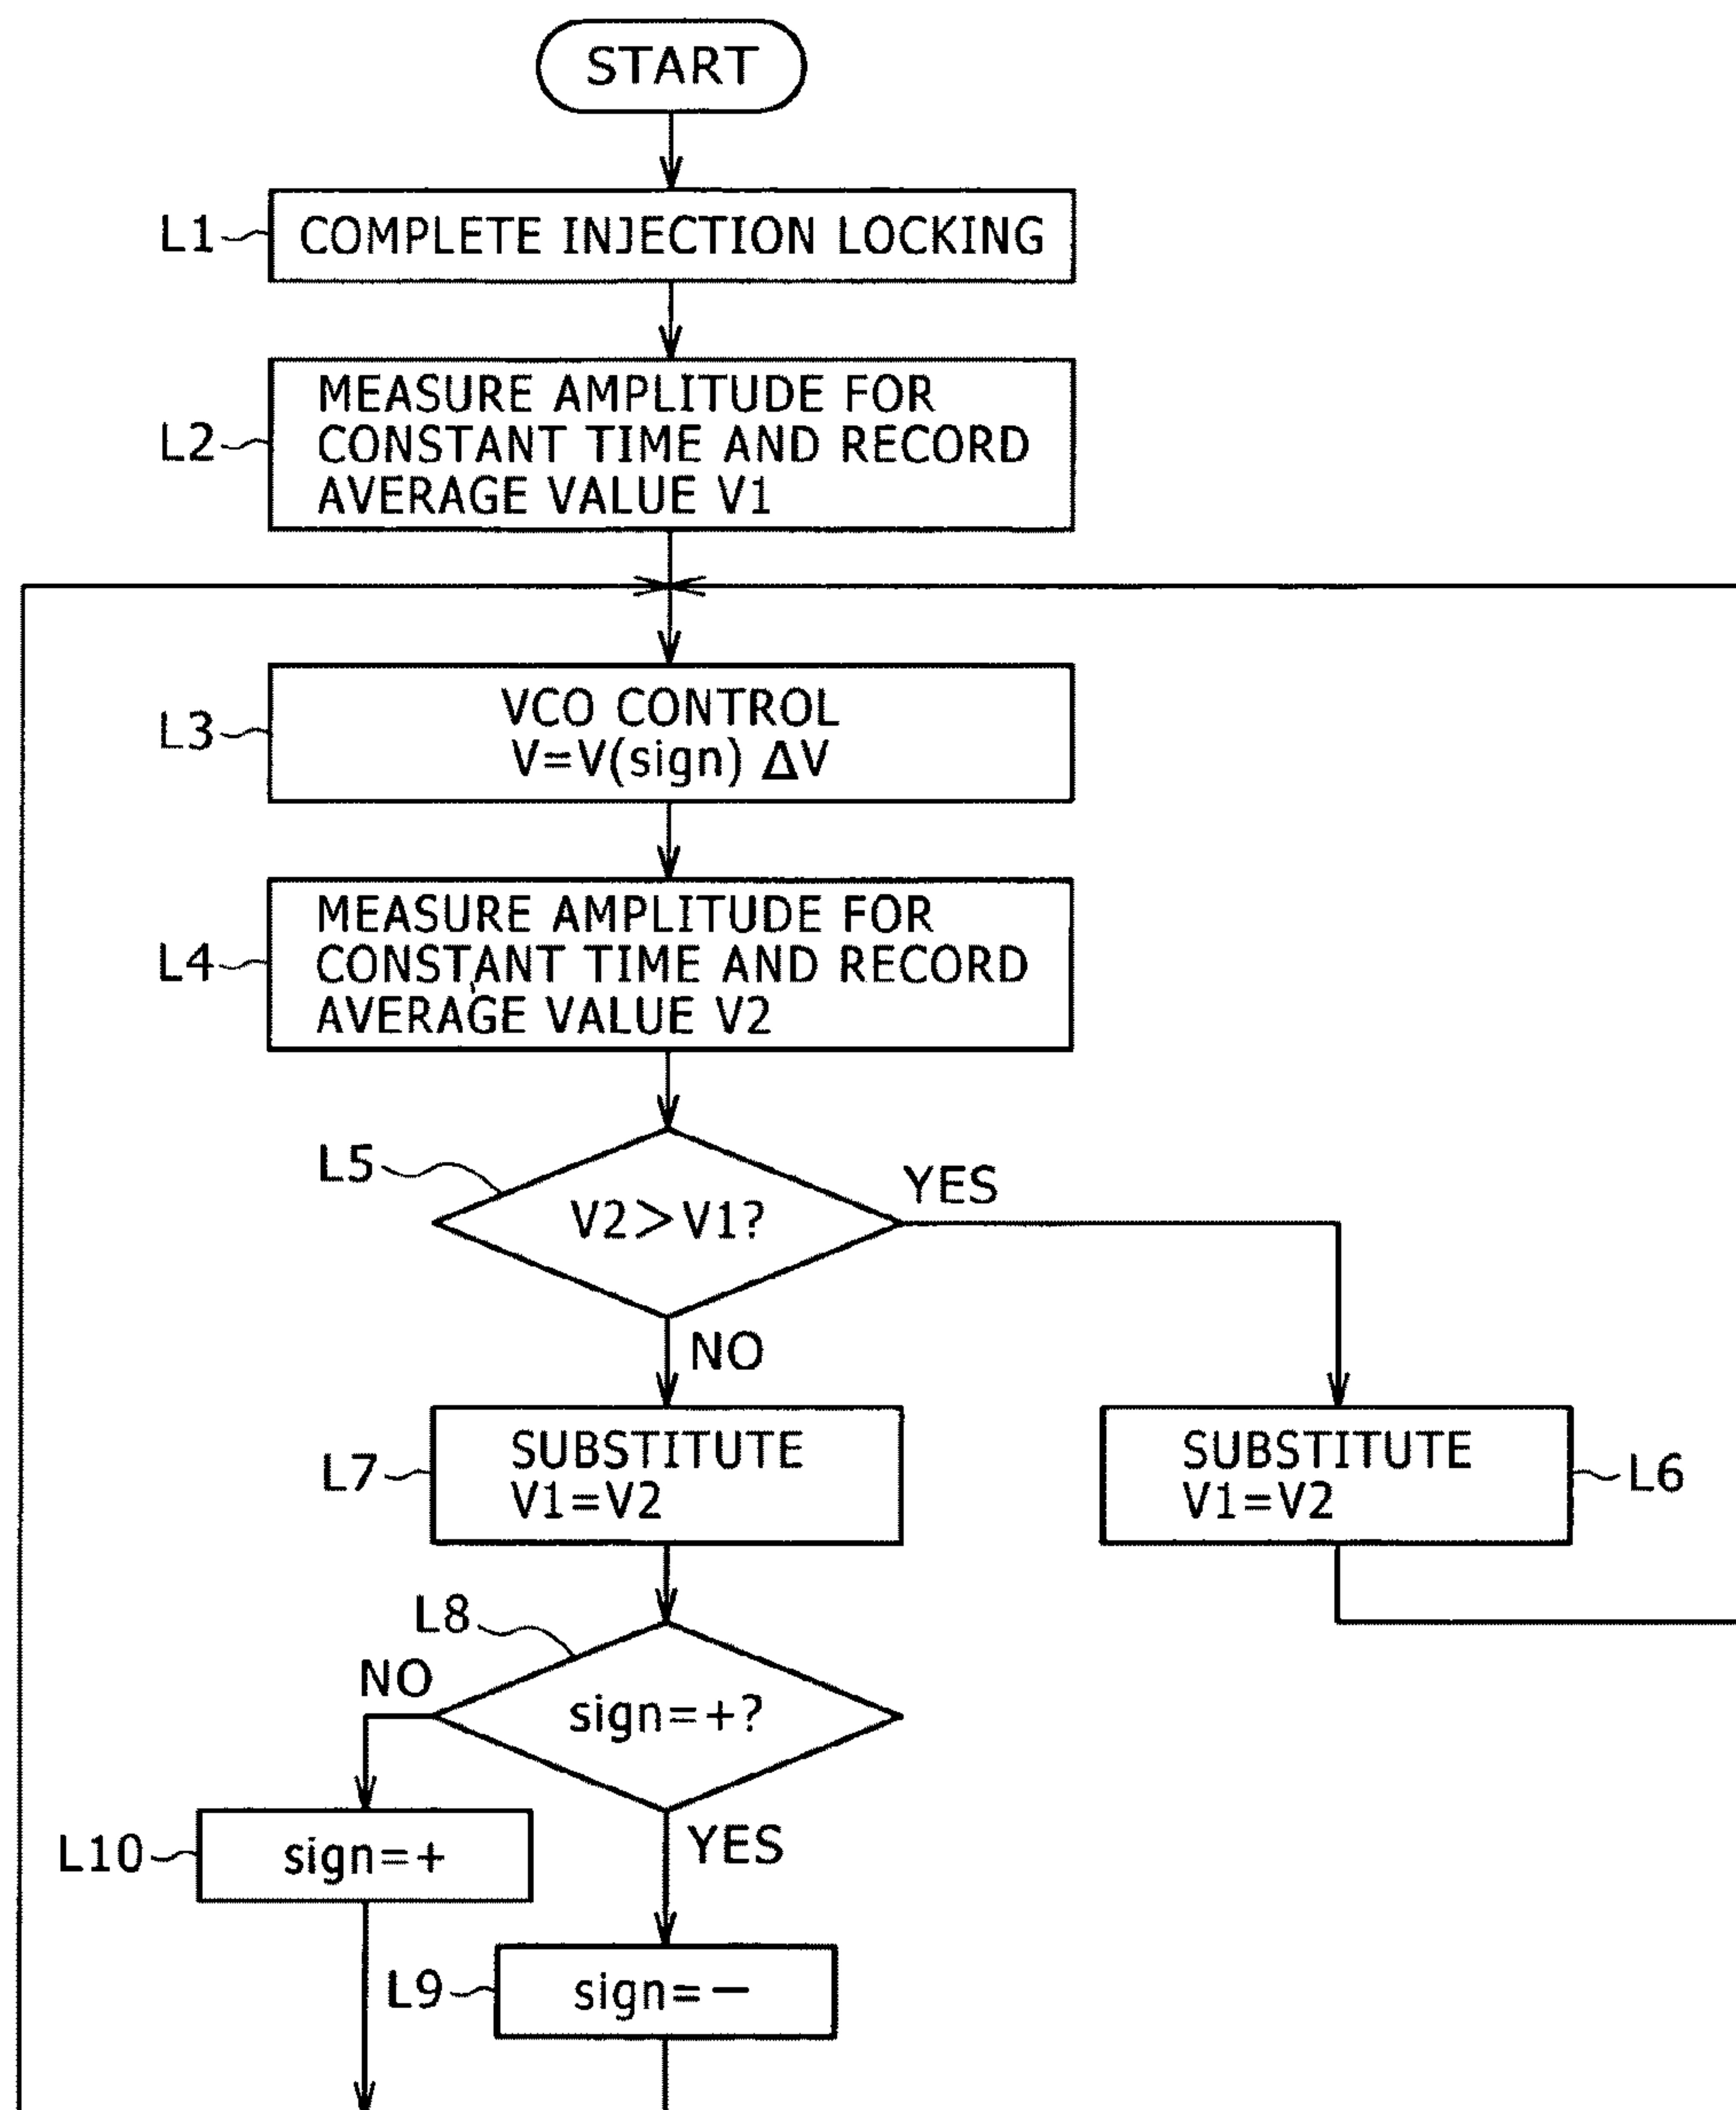 START
L1
COMPLETE INJECTION LOCKING
L2
MEASURE AMPLITUDE FOR
CONSTANT TIME AND RECORD
AVERAGE VALUE V1
L3
VCO CONTROL
V=V(sign) ΔV
L4
MEASURE AMPLITUDE FOR
CONSTANT TIME AND RECORD
AVERAGE VALUE V2
L5
V2>V1?
YES
NO
L7
SUBSTITUTE
V1=V2
SUBSTITUTE
V1=V2
L6
L8
NO
sign=+?
YES
L10
sign=+
L9
sign=−